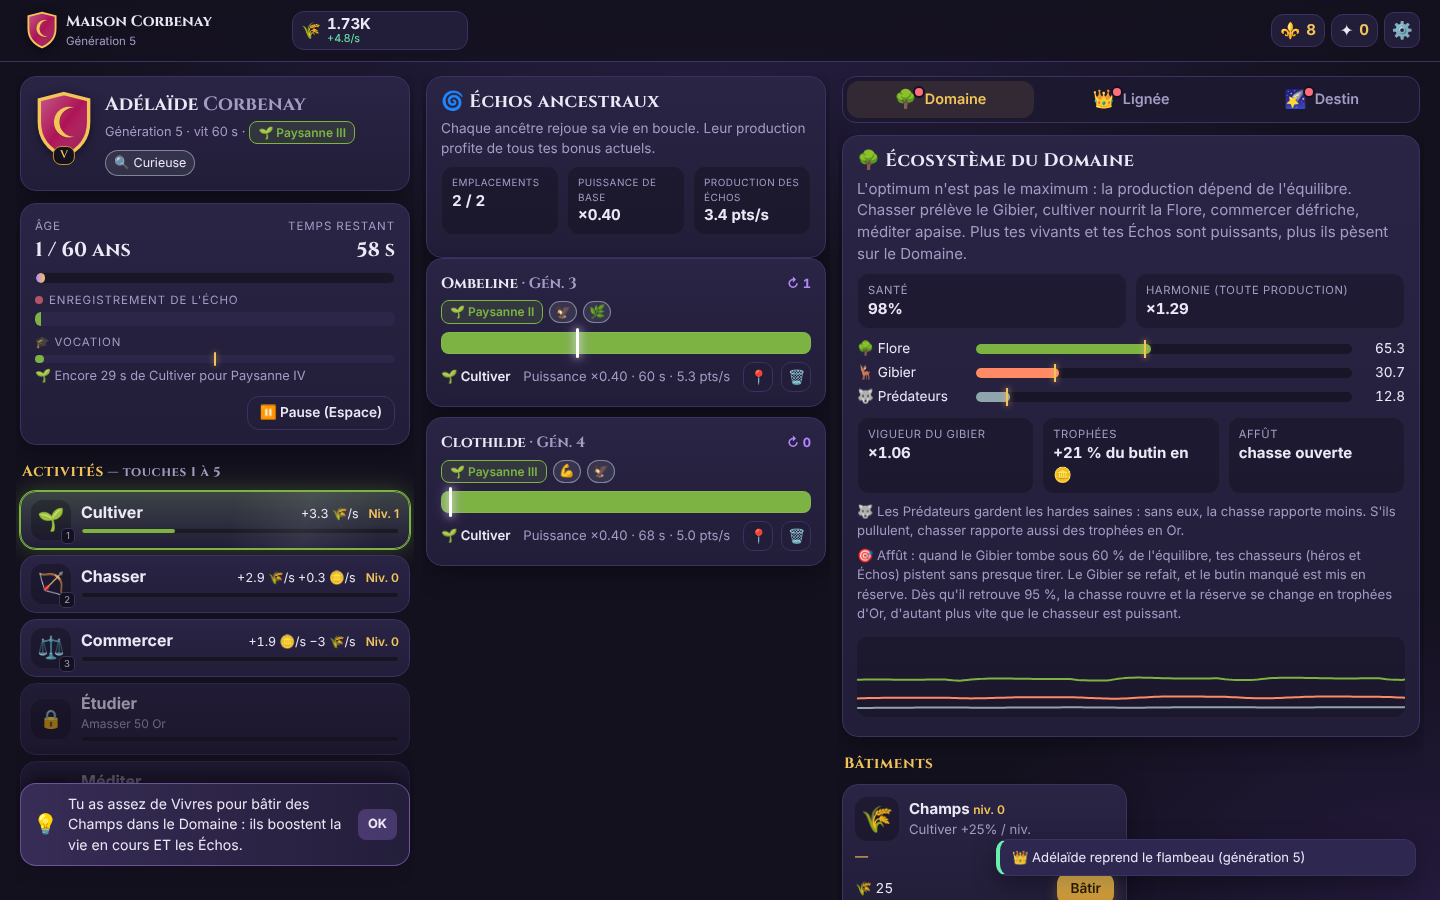 Maison Corbenay
Génération 5
1.73K
+4.8/s
8
0
Adélaïde Corbenay
Génération 5 · vit 60 s · Paysanne III
V
Curieuse
Âge
Temps restant
1 / 60 ans
58 s
Enregistrement de l'écho
Vocation
Encore 29 s de Cultiver pour Paysanne IV
Pause (Espace)
Activités — touches 1 à 5
Cultiver
+3.3 /s Niv. 1
1
Chasser
+2.9 /s +0.3 /s Niv. 0
2
Commercer
+1.9 /s −3 /s Niv. 0
3
Étudier
Amasser 50 Or
Méditer
Tu as assez de Vivres pour bâtir des
Champs dans le Domaine : ils boostent la
vie en cours ET les Échos.
OK
Échos ancestraux
Chaque ancêtre rejoue sa vie en boucle. Leur production
profite de tous tes bonus actuels.
Emplacements
2 / 2
Puissance de
base
×0.40
Production des
échos
3.4 pts/s
Ombeline · Gén. 3
↻ 1
Paysanne II
Cultiver Puissance ×0.40 · 60 s · 5.3 pts/s
Clothilde · Gén. 4
↻ 0
Paysanne III
Cultiver Puissance ×0.40 · 68 s · 5.0 pts/s
Domaine
Lignée
Destin
Écosystème du Domaine
L'optimum n'est pas le maximum : la production dépend de l'équilibre.
Chasser prélève le Gibier, cultiver nourrit la Flore, commercer défriche,
méditer apaise. Plus tes vivants et tes Échos sont puissants, plus ils pèsent
sur le Domaine.
Santé
98%
Harmonie (toute production)
×1.29
Flore 65.3
Gibier 30.7
Prédateurs 12.8
Vigueur du gibier
×1.06
Trophées
+21 % du butin en
Affût
chasse ouverte
Les Prédateurs gardent les hardes saines : sans eux, la chasse rapporte moins. S'ils
pullulent, chasser rapporte aussi des trophées en Or.
Affût : quand le Gibier tombe sous 60 % de l'équilibre, tes chasseurs (héros et
Échos) pistent sans presque tirer. Le Gibier se refait, et le butin manqué est mis en
réserve. Dès qu'il retrouve 95 %, la chasse rouvre et la réserve se change en trophées
d'Or, d'autant plus vite que le chasseur est puissant.
Bâtiments
Champs niv. 0
Cultiver +25% / niv.
—
25
Bâtir
Adélaïde reprend le flambeau (génération 5)